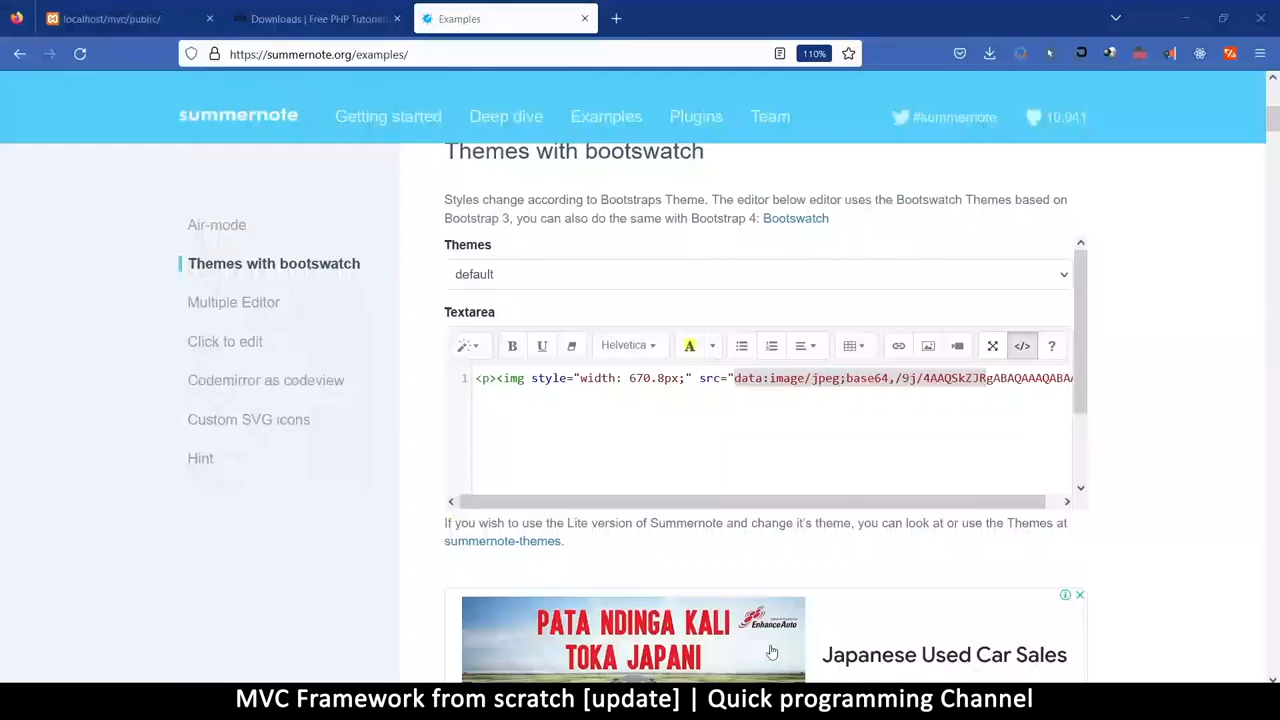 localhost/mvc/public/
Downloads | Free PHP Tutorial
Examples
https://summernote.org/examples/
110%
summernote
Getting started
Deep dive
Examples
Plugins
Team
#summernote
10,941
Themes with bootswatch
Styles change according to Bootstraps Theme. The editor below editor uses the Bootswatch Themes based on
Bootstrap 3, you can also do the same with Bootstrap 4: Bootswatch
Air-mode
Themes with bootswatch
Multiple Editor
Click to edit
Codemirror as codeview
Custom SVG icons
Hint
Themes
default
Textarea
B U Helvetica A </> ?
1 <p><img style="width: 670.8px;" src="data:image/jpeg;base64,/9j/4AAQSkZJRgABAQAAAQABAA
If you wish to use the Lite version of Summernote and change it's theme, you can look at or use the Themes at
summernote-themes.
PATA NDINGA KALI
TOKA JAPANI
EnhanceAuto
Japanese Used Car Sales
MVC Framework from scratch [update] | Quick programming Channel